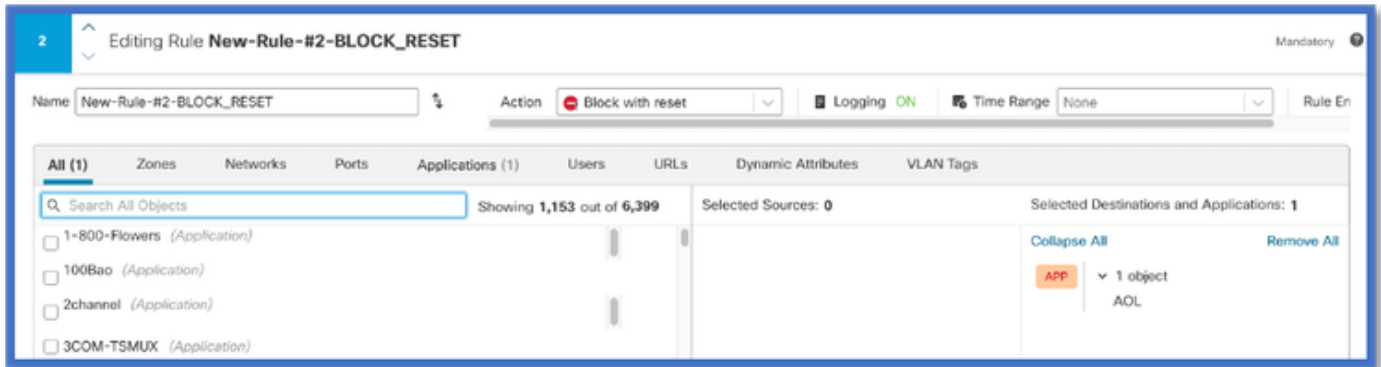 2 Editing Rule New-Rule-#2-BLOCK_RESET Mandatory
Name New-Rule-#2-BLOCK_RESET Action Block with reset Logging ON Time Range None Rule En
All (1) Zones Networks Ports Applications (1) Users URLs Dynamic Attributes VLAN Tags
Search All Objects Showing 1,153 out of 6,399 Selected Sources: 0 Selected Destinations and Applications: 1
1-800-Flowers (Application) Collapse All Remove All
100Bao (Application) APP 1 object
2channel (Application) AOL
3COM-TSMUX (Application)